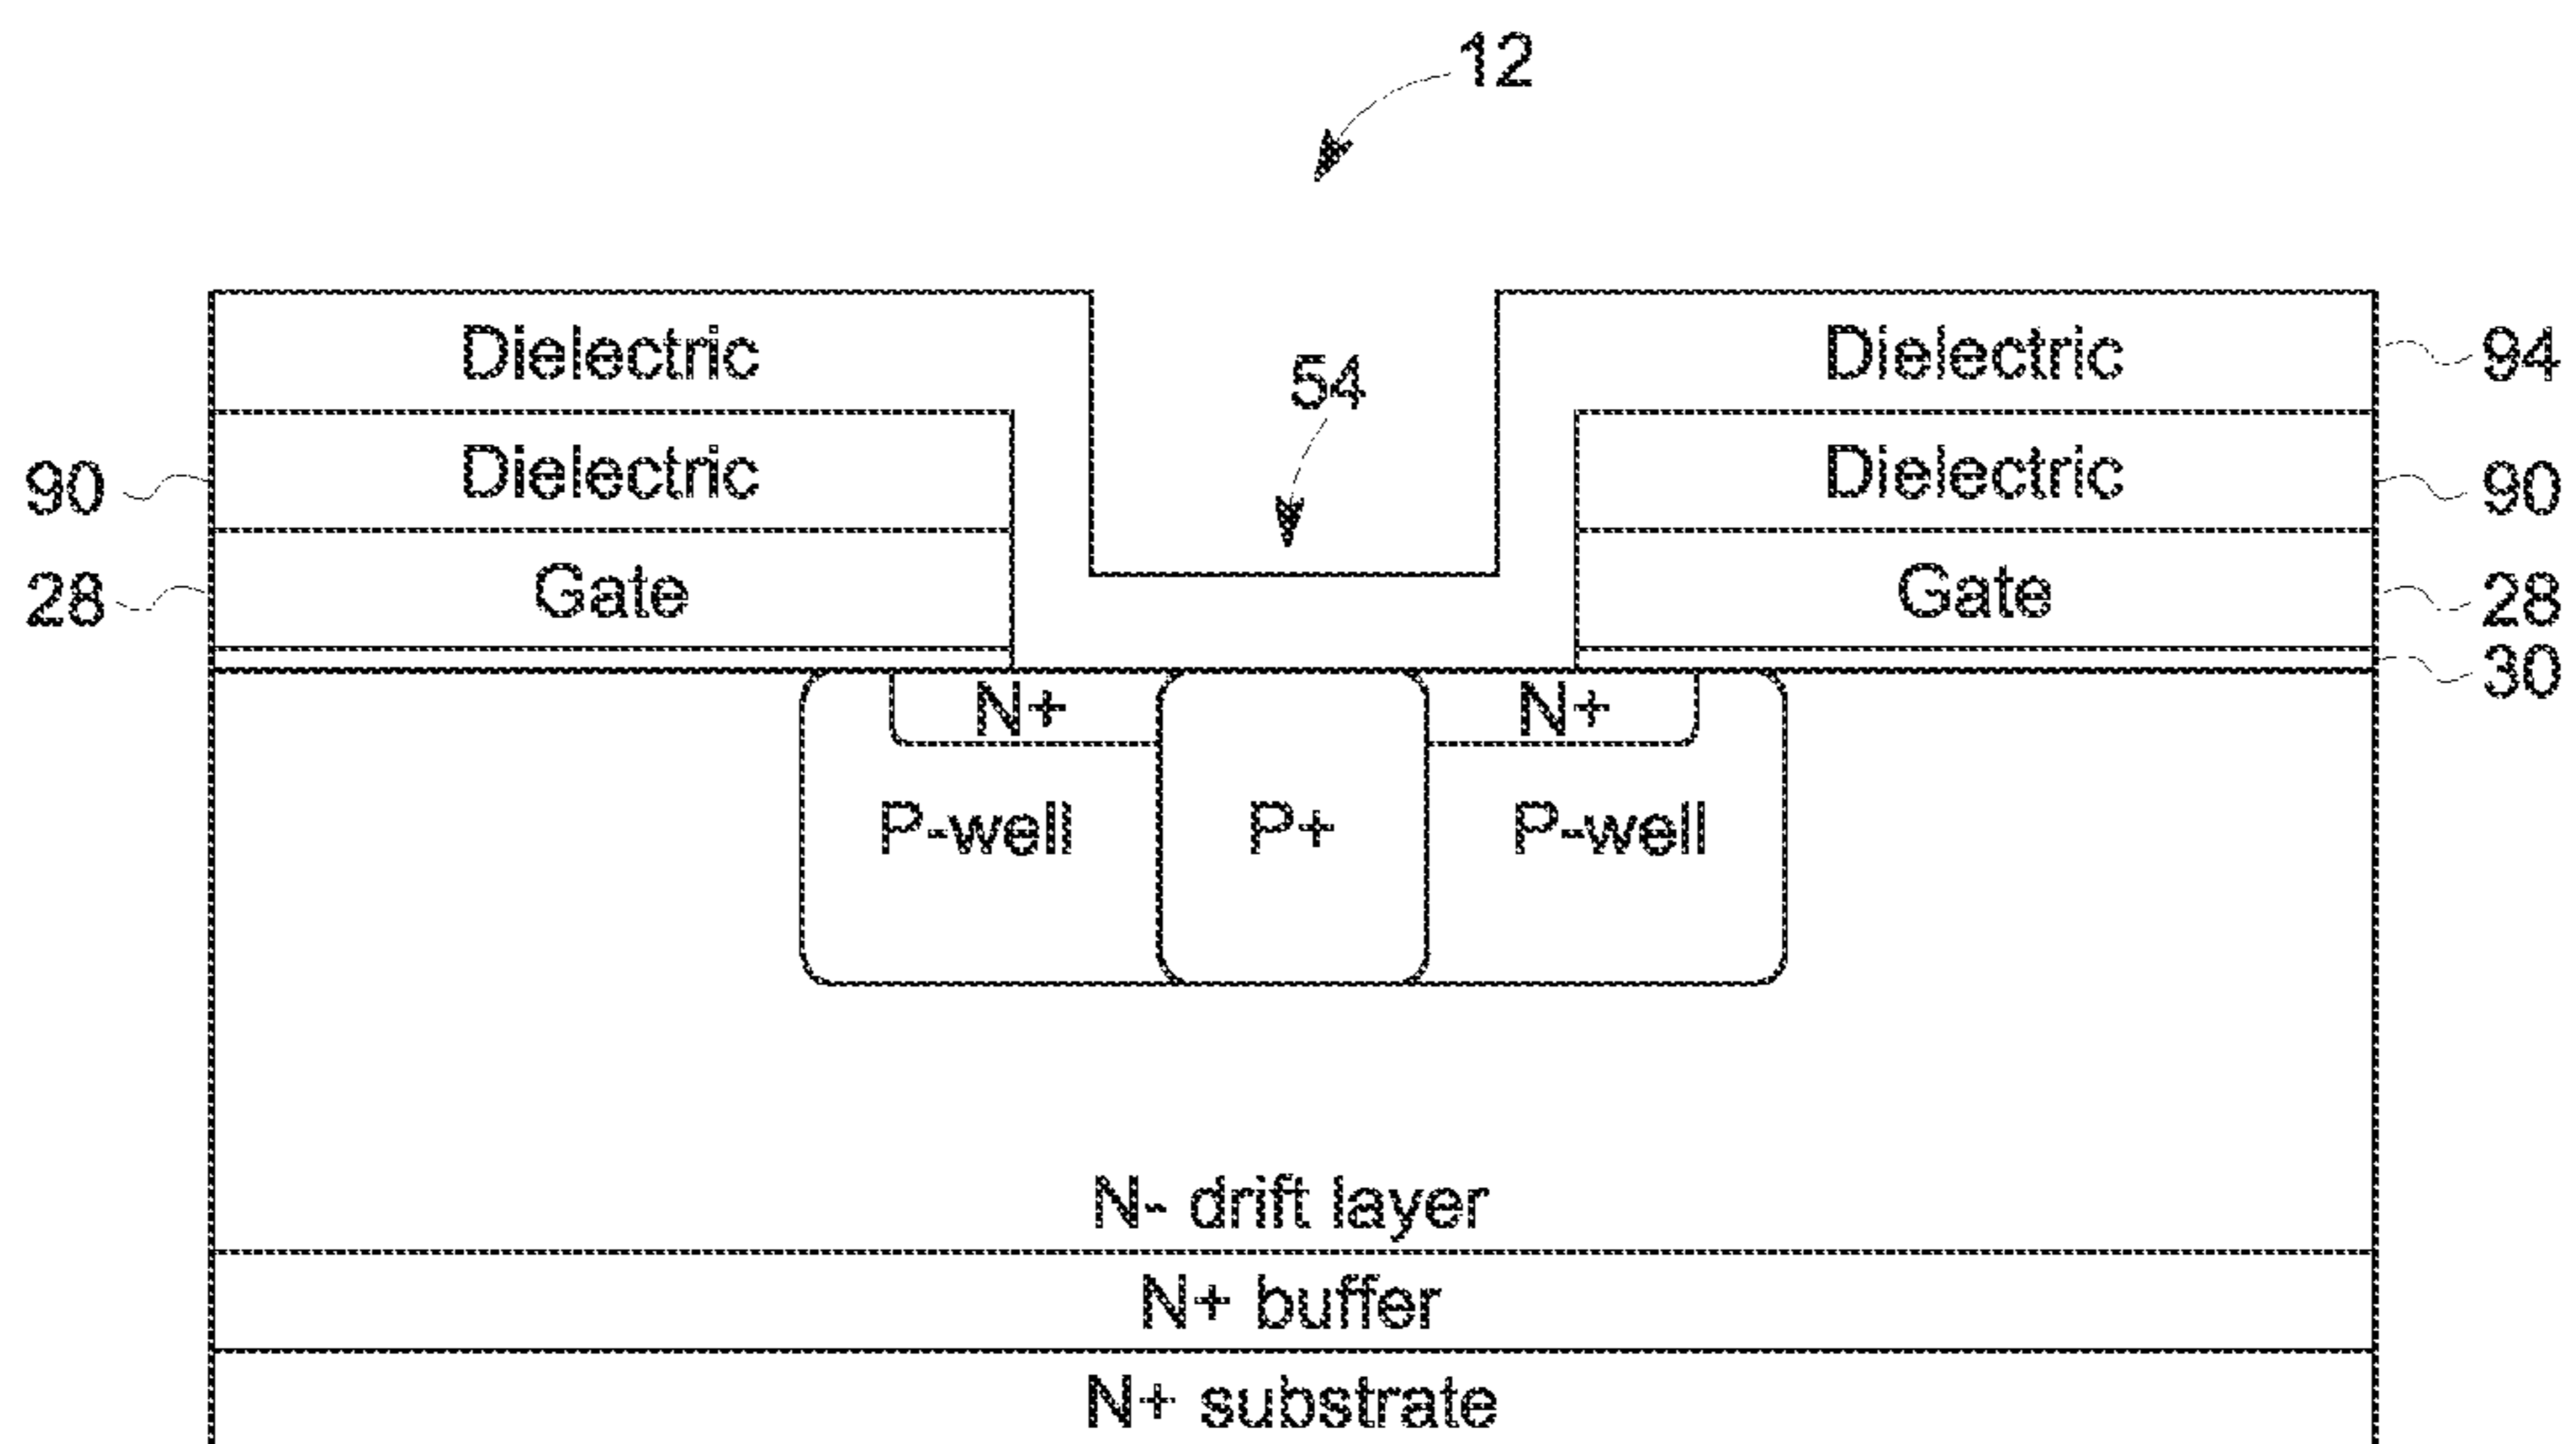 12
Dielectric Dielectric 94
54
90 Dielectric Dielectric 90
28 Gate Gate 28
30
N+ N+
P-well P+ P-well
N- drift layer
N+ buffer
N+ substrate